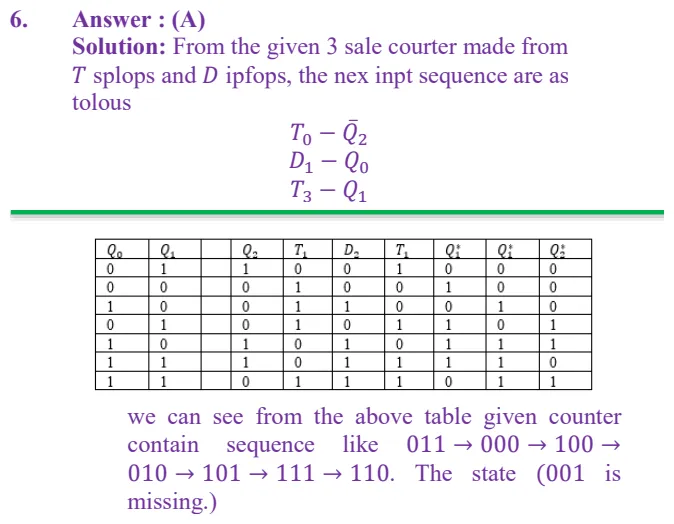 6. Answer : (A)
Solution: From the given 3 sale courter made from
T splops and D ipfops, the nex inpt sequence are as
tolous
T₀ − Q̄₂
D₁ − Q₀
T₃ − Q₁
Q₀ Q₁ Q₂ T₁ D₂ T₁ Q₁* Q₁* Q₂*
0 1 1 0 0 1 0 0 0
0 0 0 1 0 0 1 0 0
1 0 0 1 1 0 0 1 0
0 1 0 1 0 1 1 0 1
1 0 1 0 1 0 1 1 1
1 1 1 0 1 1 1 1 0
1 1 0 1 1 1 0 1 1
we can see from the above table given counter
contain sequence like 011 → 000 → 100 →
010 → 101 → 111 → 110. The state (001 is
missing.)